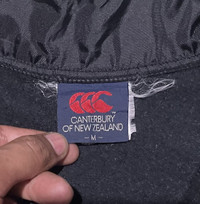 CANTERBURY
OF NEW ZEALAND
- M -